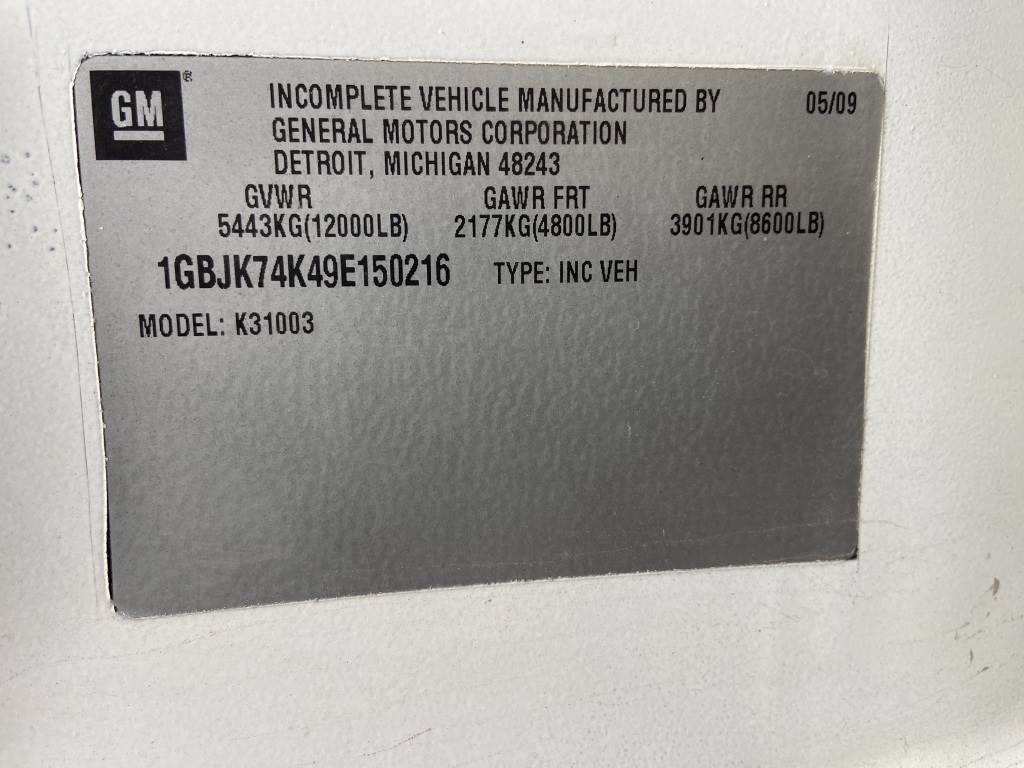 GM®
INCOMPLETE VEHICLE MANUFACTURED BY 05/09
GENERAL MOTORS CORPORATION
DETROIT, MICHIGAN 48243
GVWR GAWR FRT GAWR RR
5443KG(12000LB) 2177KG(4800LB) 3901KG(8600LB)
1GBJK74K49E150216 TYPE: INC VEH
MODEL: K31003